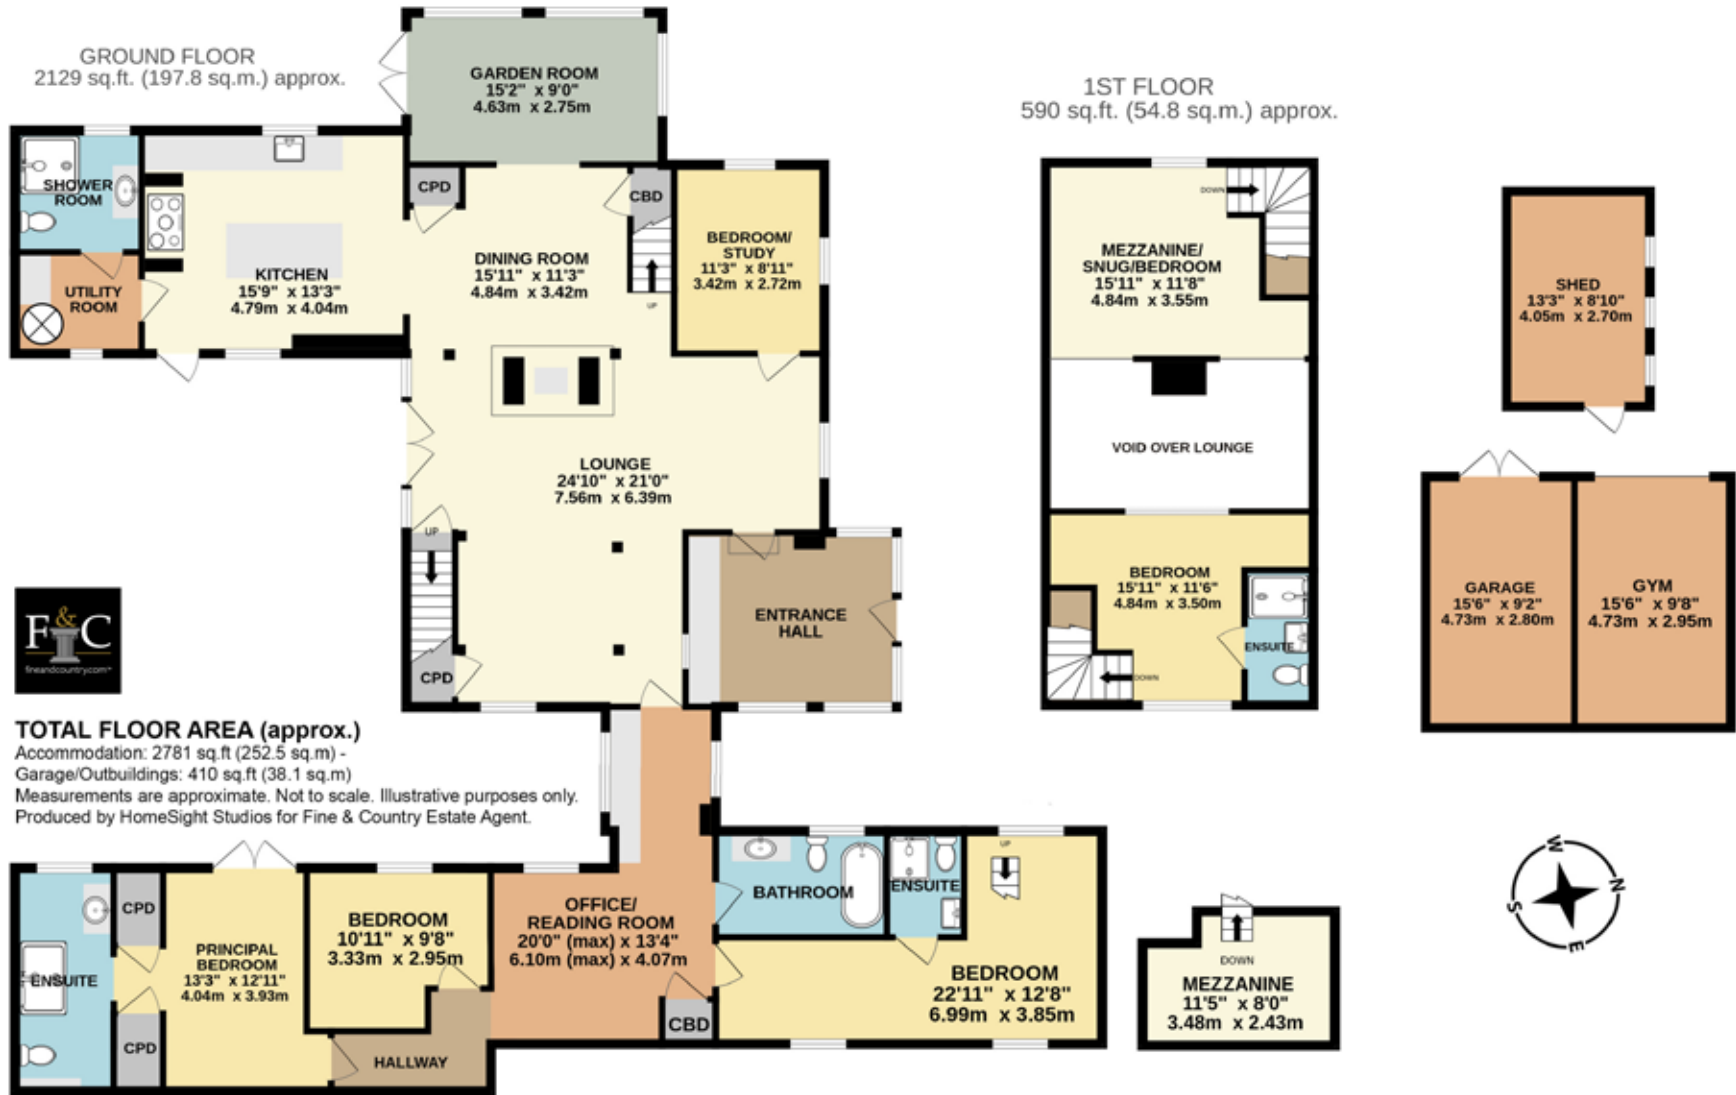 GROUND FLOOR
2129 sq.ft. (197.8 sq.m.) approx.
GARDEN ROOM
15'2" x 9'0"
4.63m x 2.75m
1ST FLOOR
590 sq.ft. (54.8 sq.m.) approx.
SHOWER
ROOM
UTILITY
ROOM
KITCHEN
15'9" x 13'3"
4.79m x 4.04m
CPD
CBD
DINING ROOM
15'11" x 11'3"
4.84m x 3.42m
UP
BEDROOM/
STUDY
11'3" x 8'11"
3.42m x 2.72m
LOUNGE
24'10" x 21'0"
7.56m x 6.39m
UP
CPD
ENTRANCE
HALL
DOWN
MEZZANINE/
SNUG/BEDROOM
15'11" x 11'8"
4.84m x 3.55m
VOID OVER LOUNGE
BEDROOM
15'11" x 11'6"
4.84m x 3.50m
ENSUITE
DOWN
SHED
13'3" x 8'10"
4.05m x 2.70m
GARAGE
15'6" x 9'2"
4.73m x 2.80m
GYM
15'6" x 9'8"
4.73m x 2.95m
F&C
fineandcountry.com™
TOTAL FLOOR AREA (approx.)
Accommodation: 2781 sq.ft (252.5 sq.m) -
Garage/Outbuildings: 410 sq.ft (38.1 sq.m)
Measurements are approximate. Not to scale. Illustrative purposes only.
Produced by HomeSight Studios for Fine & Country Estate Agent.
ENSUITE
CPD
CPD
PRINCIPAL
BEDROOM
13'3" x 12'11"
4.04m x 3.93m
BEDROOM
10'11" x 9'8"
3.33m x 2.95m
HALLWAY
OFFICE/
READING ROOM
20'0" (max) x 13'4"
6.10m (max) x 4.07m
CBD
BATHROOM
ENSUITE
UP
BEDROOM
22'11" x 12'8"
6.99m x 3.85m
DOWN
MEZZANINE
11'5" x 8'0"
3.48m x 2.43m
W
N
S
E